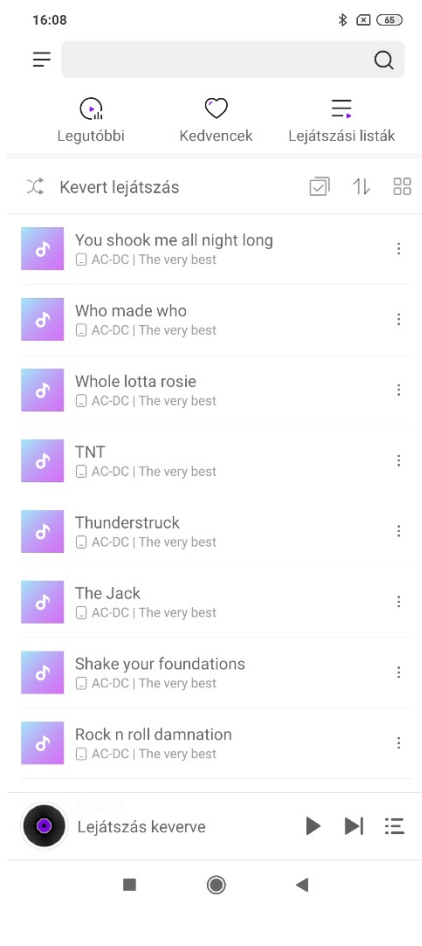 16:08
65
Legutóbbi
Kedvencek
Lejátszási listák
Kevert lejátszás
You shook me all night long
AC-DC | The very best
Who made who
AC-DC | The very best
Whole lotta rosie
AC-DC | The very best
TNT
AC-DC | The very best
Thunderstruck
AC-DC | The very best
The Jack
AC-DC | The very best
Shake your foundations
AC-DC | The very best
Rock n roll damnation
AC-DC | The very best
Lejátszás keverve